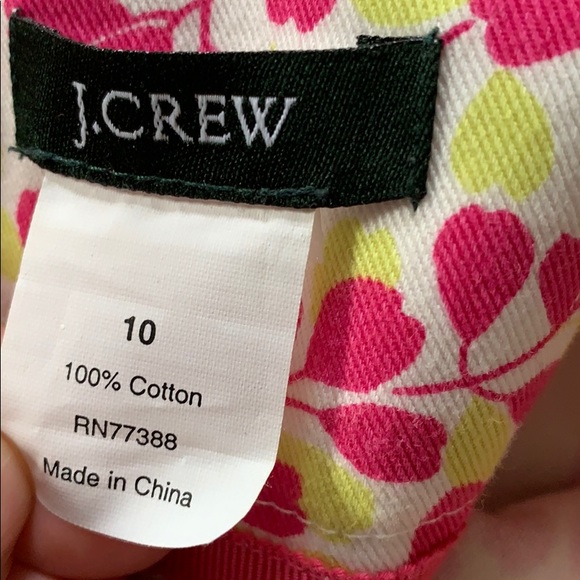 J.CREW
10
100% Cotton
RN77388
Made in China